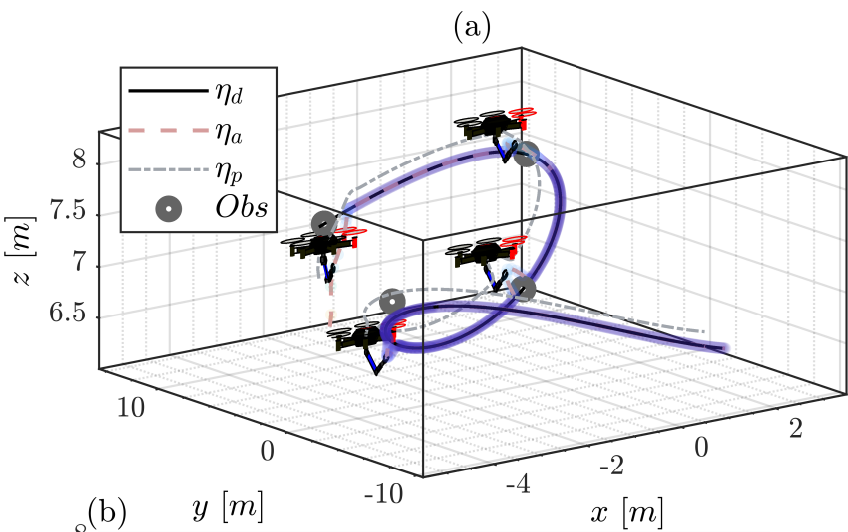 (a)
η_d
η_a
η_p
Obs
8
7.5
7
6.5
z [m]
10
0
-10
y [m]
-4
-2
0
2
x [m]
(b)